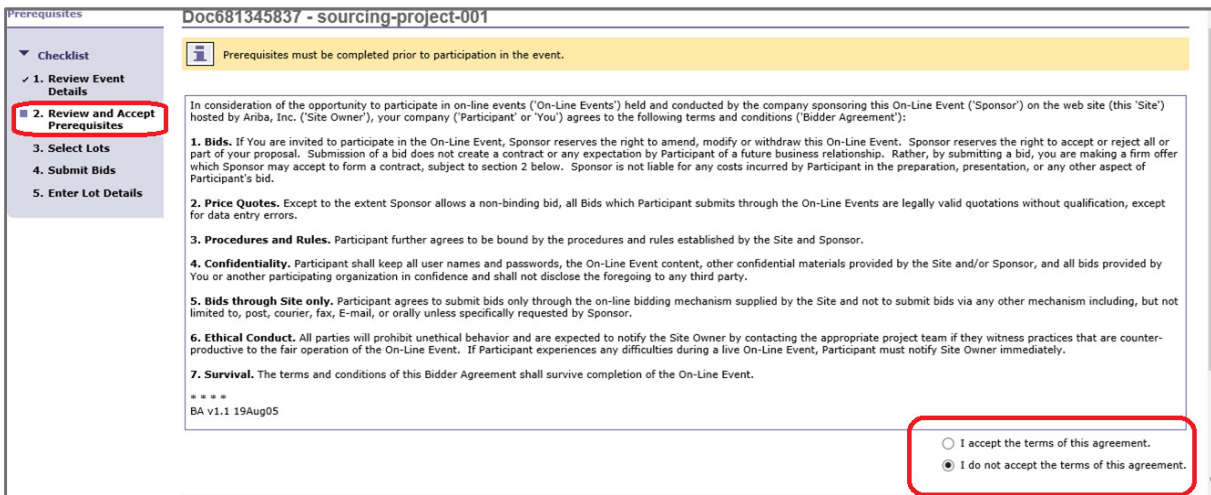 Prerequisites
Doc681345837 - sourcing-project-001
Checklist
1. Review Event
Details
2. Review and Accept
Prerequisites
3. Select Lots
4. Submit Bids
5. Enter Lot Details
Prerequisites must be completed prior to participation in the event.
In consideration of the opportunity to participate in on-line events ('On-Line Events') held and conducted by the company sponsoring this On-Line Event ('Sponsor') on the web site (this 'Site')
hosted by Ariba, Inc. ('Site Owner'), your company ('Participant' or 'You') agrees to the following terms and conditions ('Bidder Agreement'):
1. Bids. If You are invited to participate in the On-Line Event, Sponsor reserves the right to amend, modify or withdraw this On-Line Event. Sponsor reserves the right to accept or reject all or
part of your proposal. Submission of a bid does not create a contract or any expectation by Participant of a future business relationship. Rather, by submitting a bid, you are making a firm offer
which Sponsor may accept to form a contract, subject to section 2 below. Sponsor is not liable for any costs incurred by Participant in the preparation, presentation, or any other aspect of
Participant's bid.
2. Price Quotes. Except to the extent Sponsor allows a non-binding bid, all Bids which Participant submits through the On-Line Events are legally valid quotations without qualification, except
for data entry errors.
3. Procedures and Rules. Participant further agrees to be bound by the procedures and rules established by the Site and Sponsor.
4. Confidentiality. Participant shall keep all user names and passwords, the On-Line Event content, other confidential materials provided by the Site and/or Sponsor, and all bids provided by
You or another participating organization in confidence and shall not disclose the foregoing to any third party.
5. Bids through Site only. Participant agrees to submit bids only through the on-line bidding mechanism supplied by the Site and not to submit bids via any other mechanism including, but not
limited to, post, courier, fax, E-mail, or orally unless specifically requested by Sponsor.
6. Ethical Conduct. All parties will prohibit unethical behavior and are expected to notify the Site Owner by contacting the appropriate project team if they witness practices that are counter-
productive to the fair operation of the On-Line Event. If Participant experiences any difficulties during a live On-Line Event, Participant must notify Site Owner immediately.
7. Survival. The terms and conditions of this Bidder Agreement shall survive completion of the On-Line Event.
* * * *
BA v1.1 19Aug05
I accept the terms of this agreement.
I do not accept the terms of this agreement.